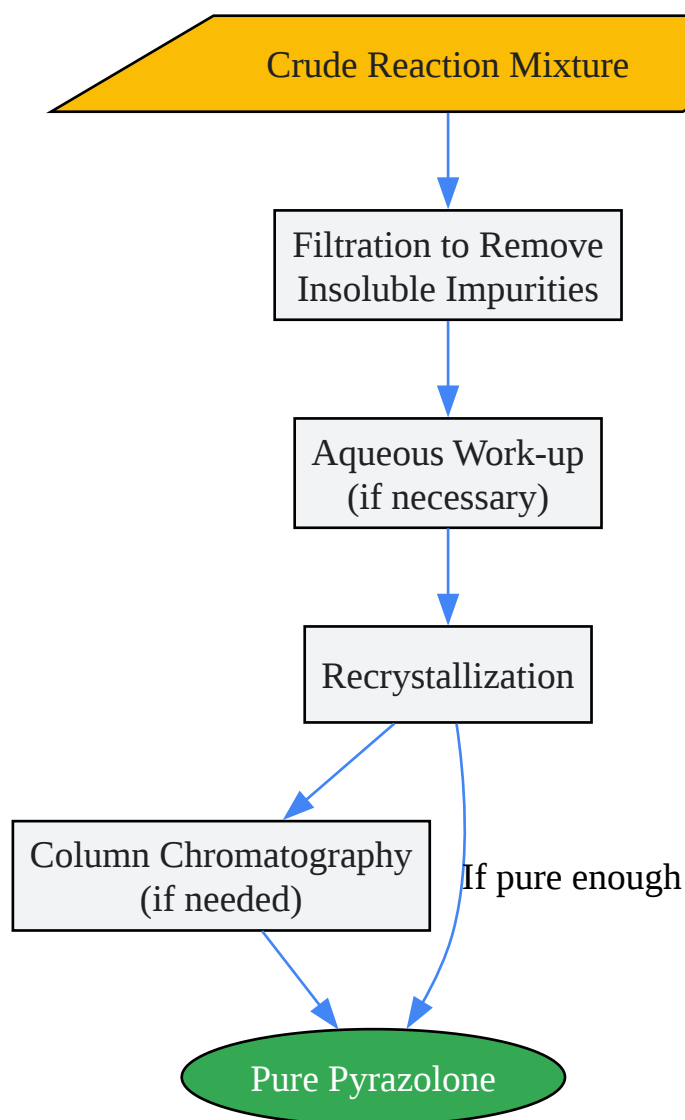 Crude Reaction Mixture
Filtration to Remove
Insoluble Impurities
Aqueous Work-up
(if necessary)
Recrystallization
Column Chromatography
(if needed)
If pure enough
Pure Pyrazolone